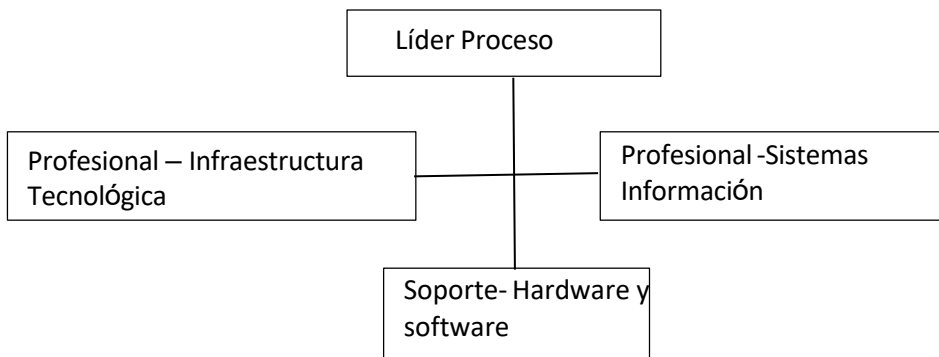 Líder Proceso
Profesional – Infraestructura
Tecnológica
Profesional -Sistemas
Información
Soporte- Hardware y
software